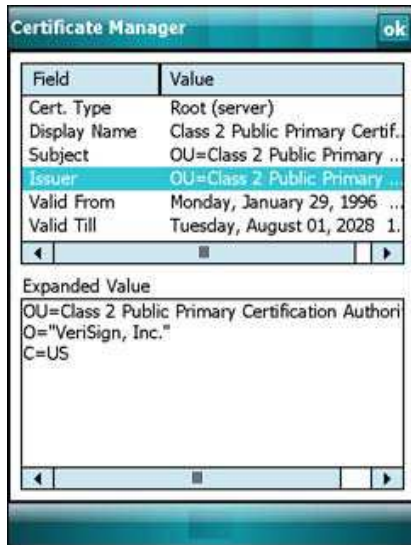 Certificate Manager ok
Field Value
Cert. Type Root (server)
Display Name Class 2 Public Primary Certif..
Subject OU=Class 2 Public Primary ...
Issuer OU=Class 2 Public Primary ...
Valid From Monday, January 29, 1996 ...
Valid Till Tuesday, August 01, 2028 1.
Expanded Value
OU=Class 2 Public Primary Certification Authori
O="VeriSign, Inc."
C=US